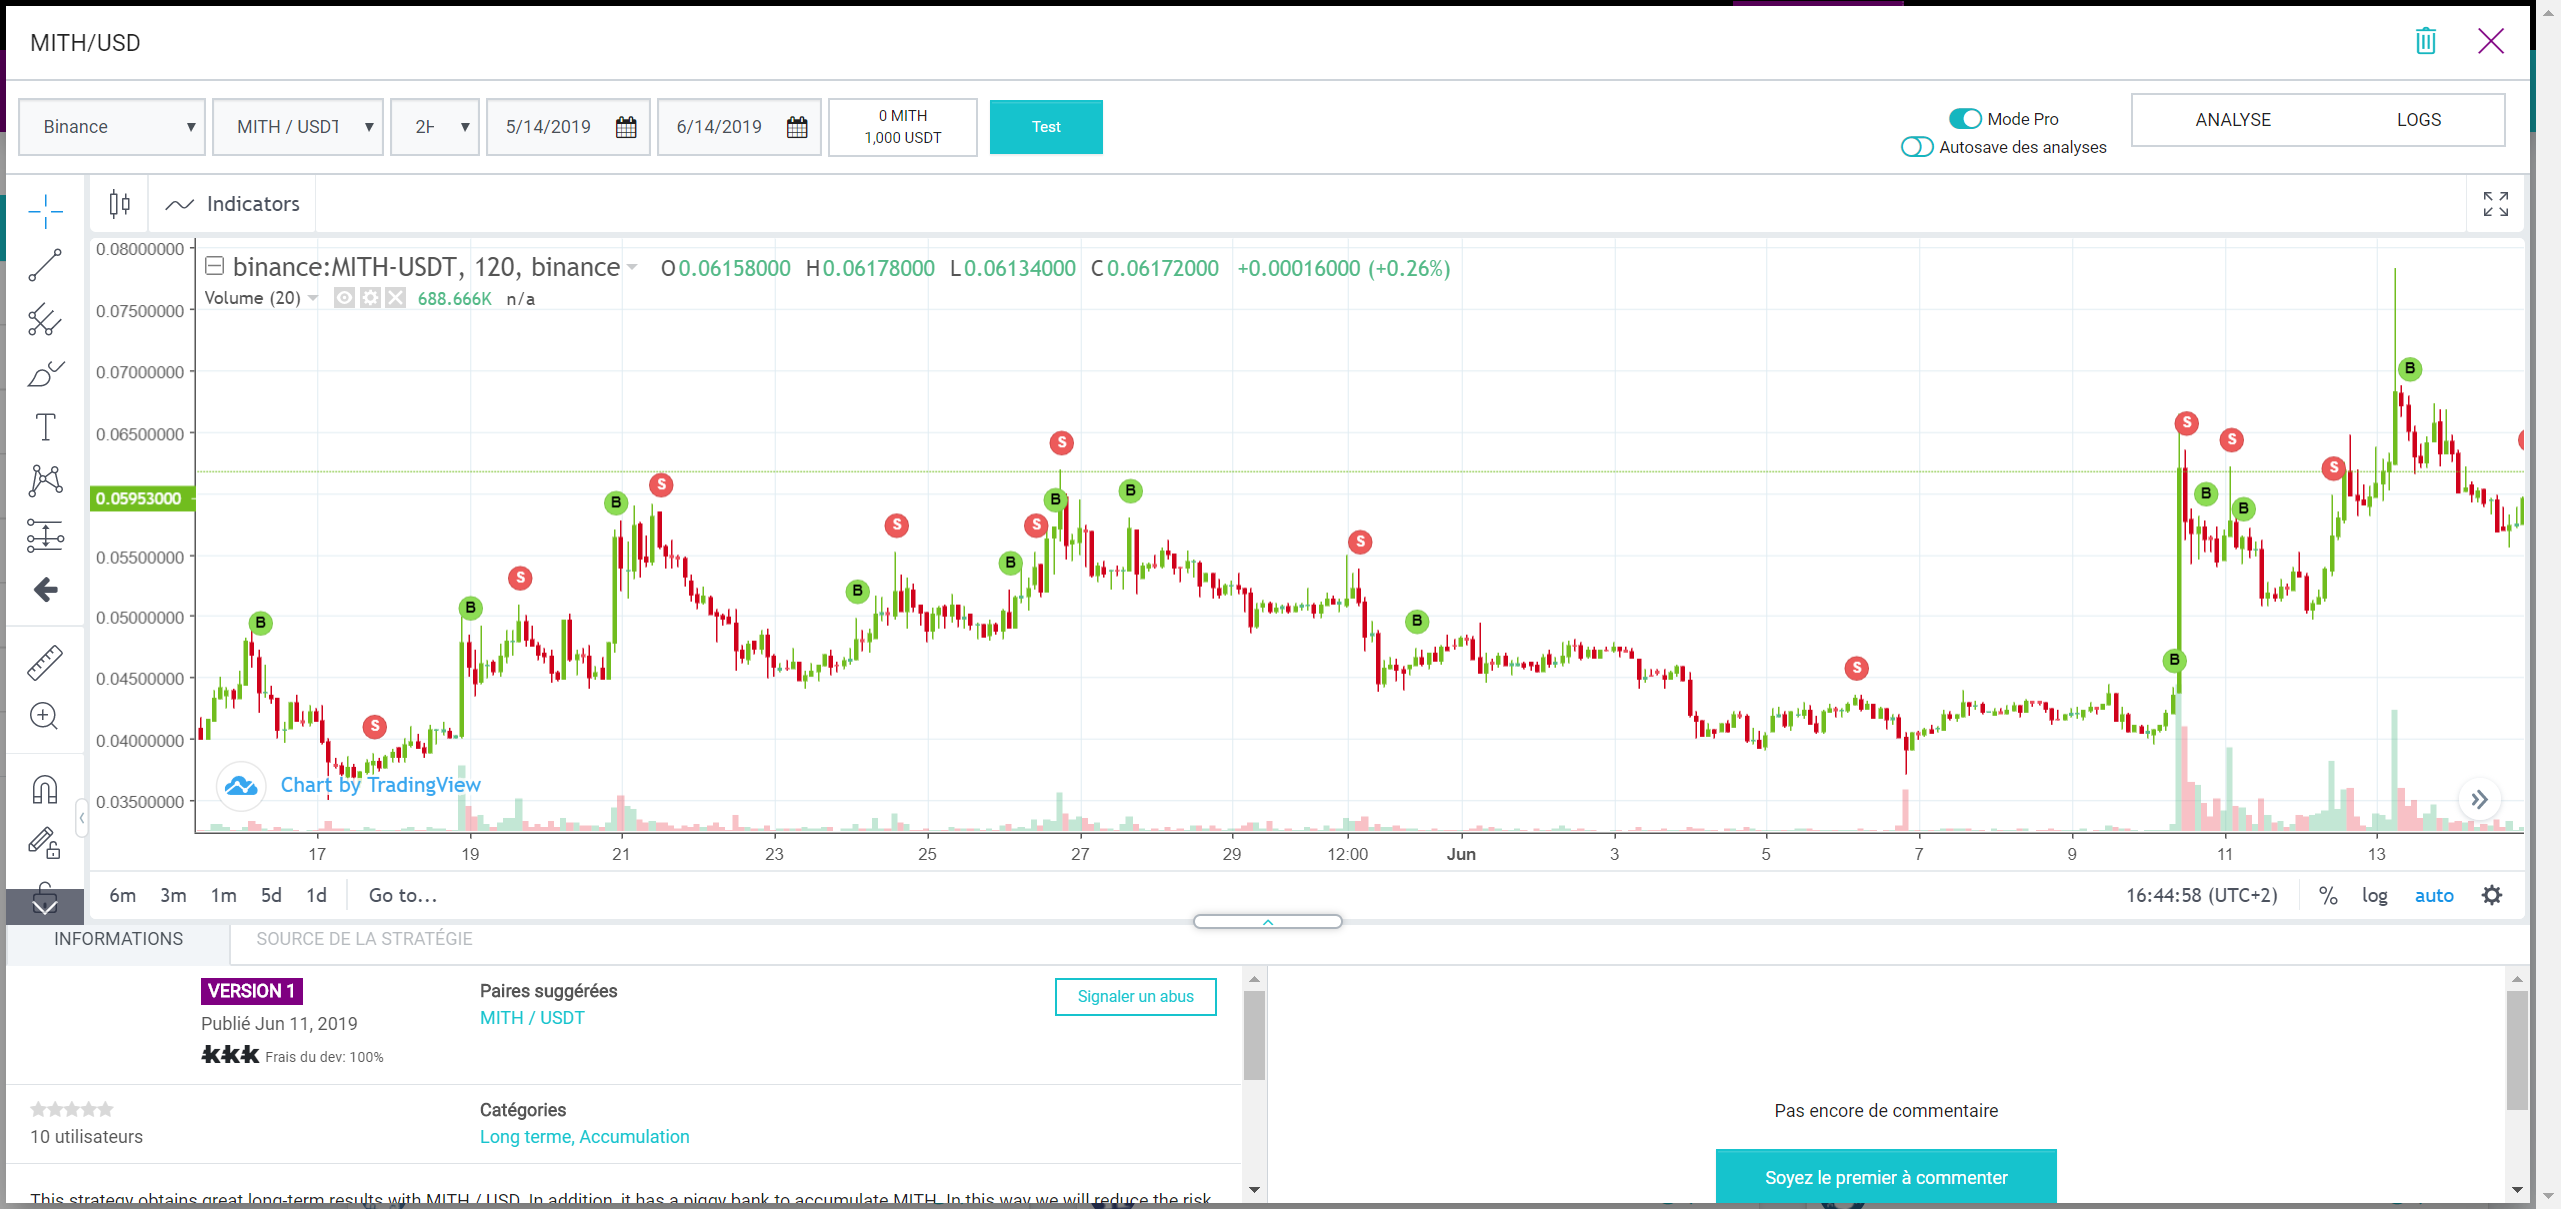 MITH/USD
Binance
MITH / USDT
2H
5/14/2019
6/14/2019
0 MITH
1,000 USDT
Test
Mode Pro
Autosave des analyses
ANALYSE
LOGS
Indicators
binance:MITH-USDT, 120, binance O0.06158000 H0.06178000 L0.06134000 C0.06172000 +0.00016000 (+0.26%)
Volume (20) 688.666K n/a
0.08000000
0.07500000
0.07000000
0.06500000
0.05953000
0.05500000
0.05000000
0.04500000
0.04000000
0.03500000
B
S
B
S
B
S
B
S
B
S
B
S
B
S
B
S
B
S
B
S
B
S
B
S
Chart by TradingView
17 19 21 23 25 27 29 12:00 Jun 3 5 7 9 11 13
6m 3m 1m 5d 1d Go to...
16:44:58 (UTC+2) % log auto
INFORMATIONS
SOURCE DE LA STRATÉGIE
VERSION 1
Publié Jun 11, 2019
Frais du dev: 100%
Paires suggérées
MITH / USDT
Signaler un abus
10 utilisateurs
Catégories
Long terme, Accumulation
This strategy obtains great long-term results with MITH / USD. In addition, it has a piggy bank to accumulate MITH. In this way we will reduce the risk
Pas encore de commentaire
Soyez le premier à commenter